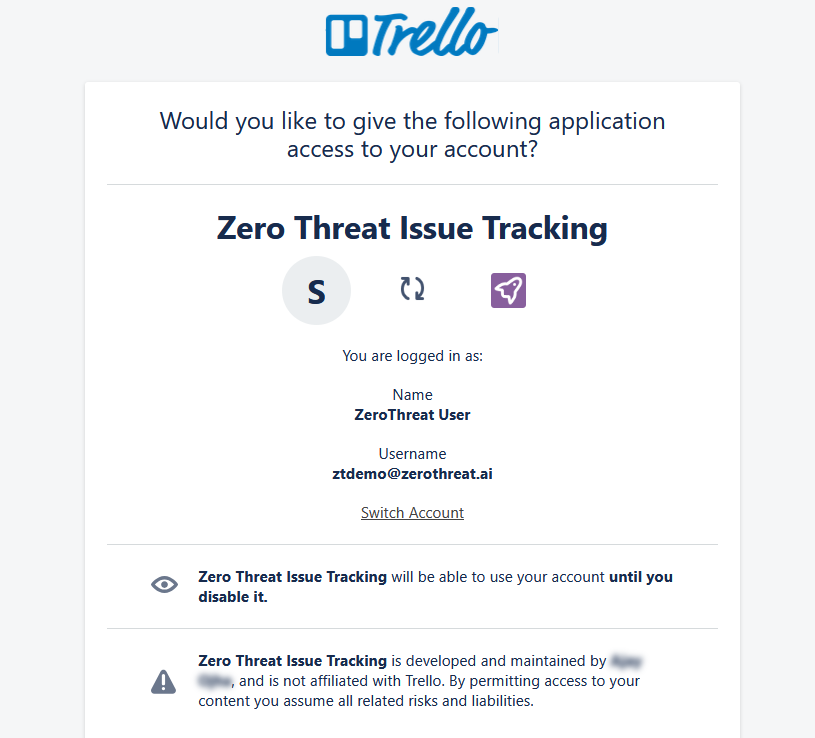 Trello
Would you like to give the following application
access to your account?
Zero Threat Issue Tracking
S
You are logged in as:
Name
ZeroThreat User
Username
ztdemo@zerothreat.ai
Switch Account
Zero Threat Issue Tracking will be able to use your account until you
disable it.
Zero Threat Issue Tracking is developed and maintained by
, and is not affiliated with Trello. By permitting access to your
content you assume all related risks and liabilities.